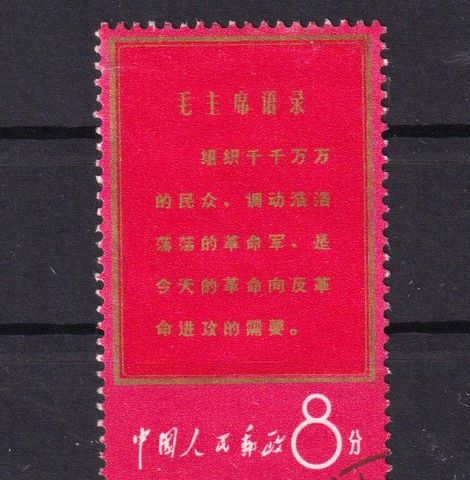 毛主席语录
组织千千万万
的民众，调动浩浩
荡荡的革命军，是
今天的革命向反革
命进攻的需要。
中国人民邮政 8分